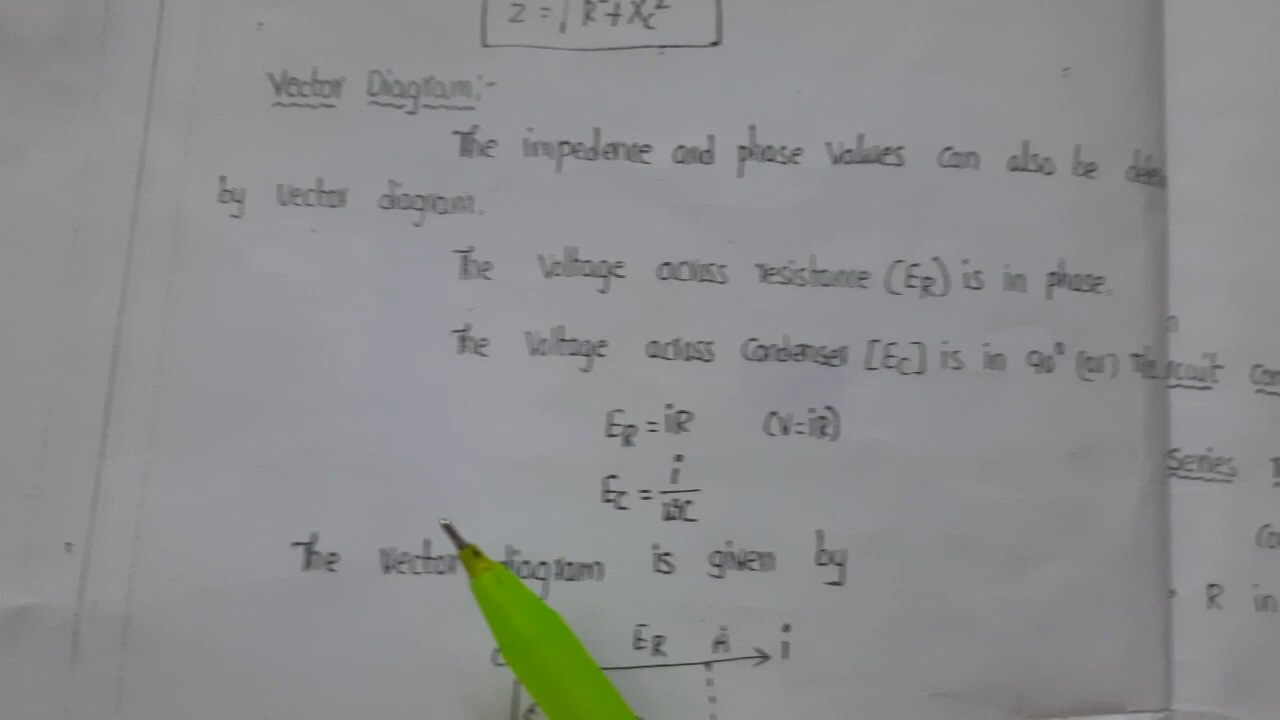 Z = √R²+Xc²
Vector Diagram:-
The impedence and phase values can also be
by vector diagram.
The voltage across resistance (ER) is in phase.
The voltage across condenser [EC] is in 90° (or)
ER = iR (V=iR)
EC = i/ωC
The vector diagram is given by
ER A i
Series
R in